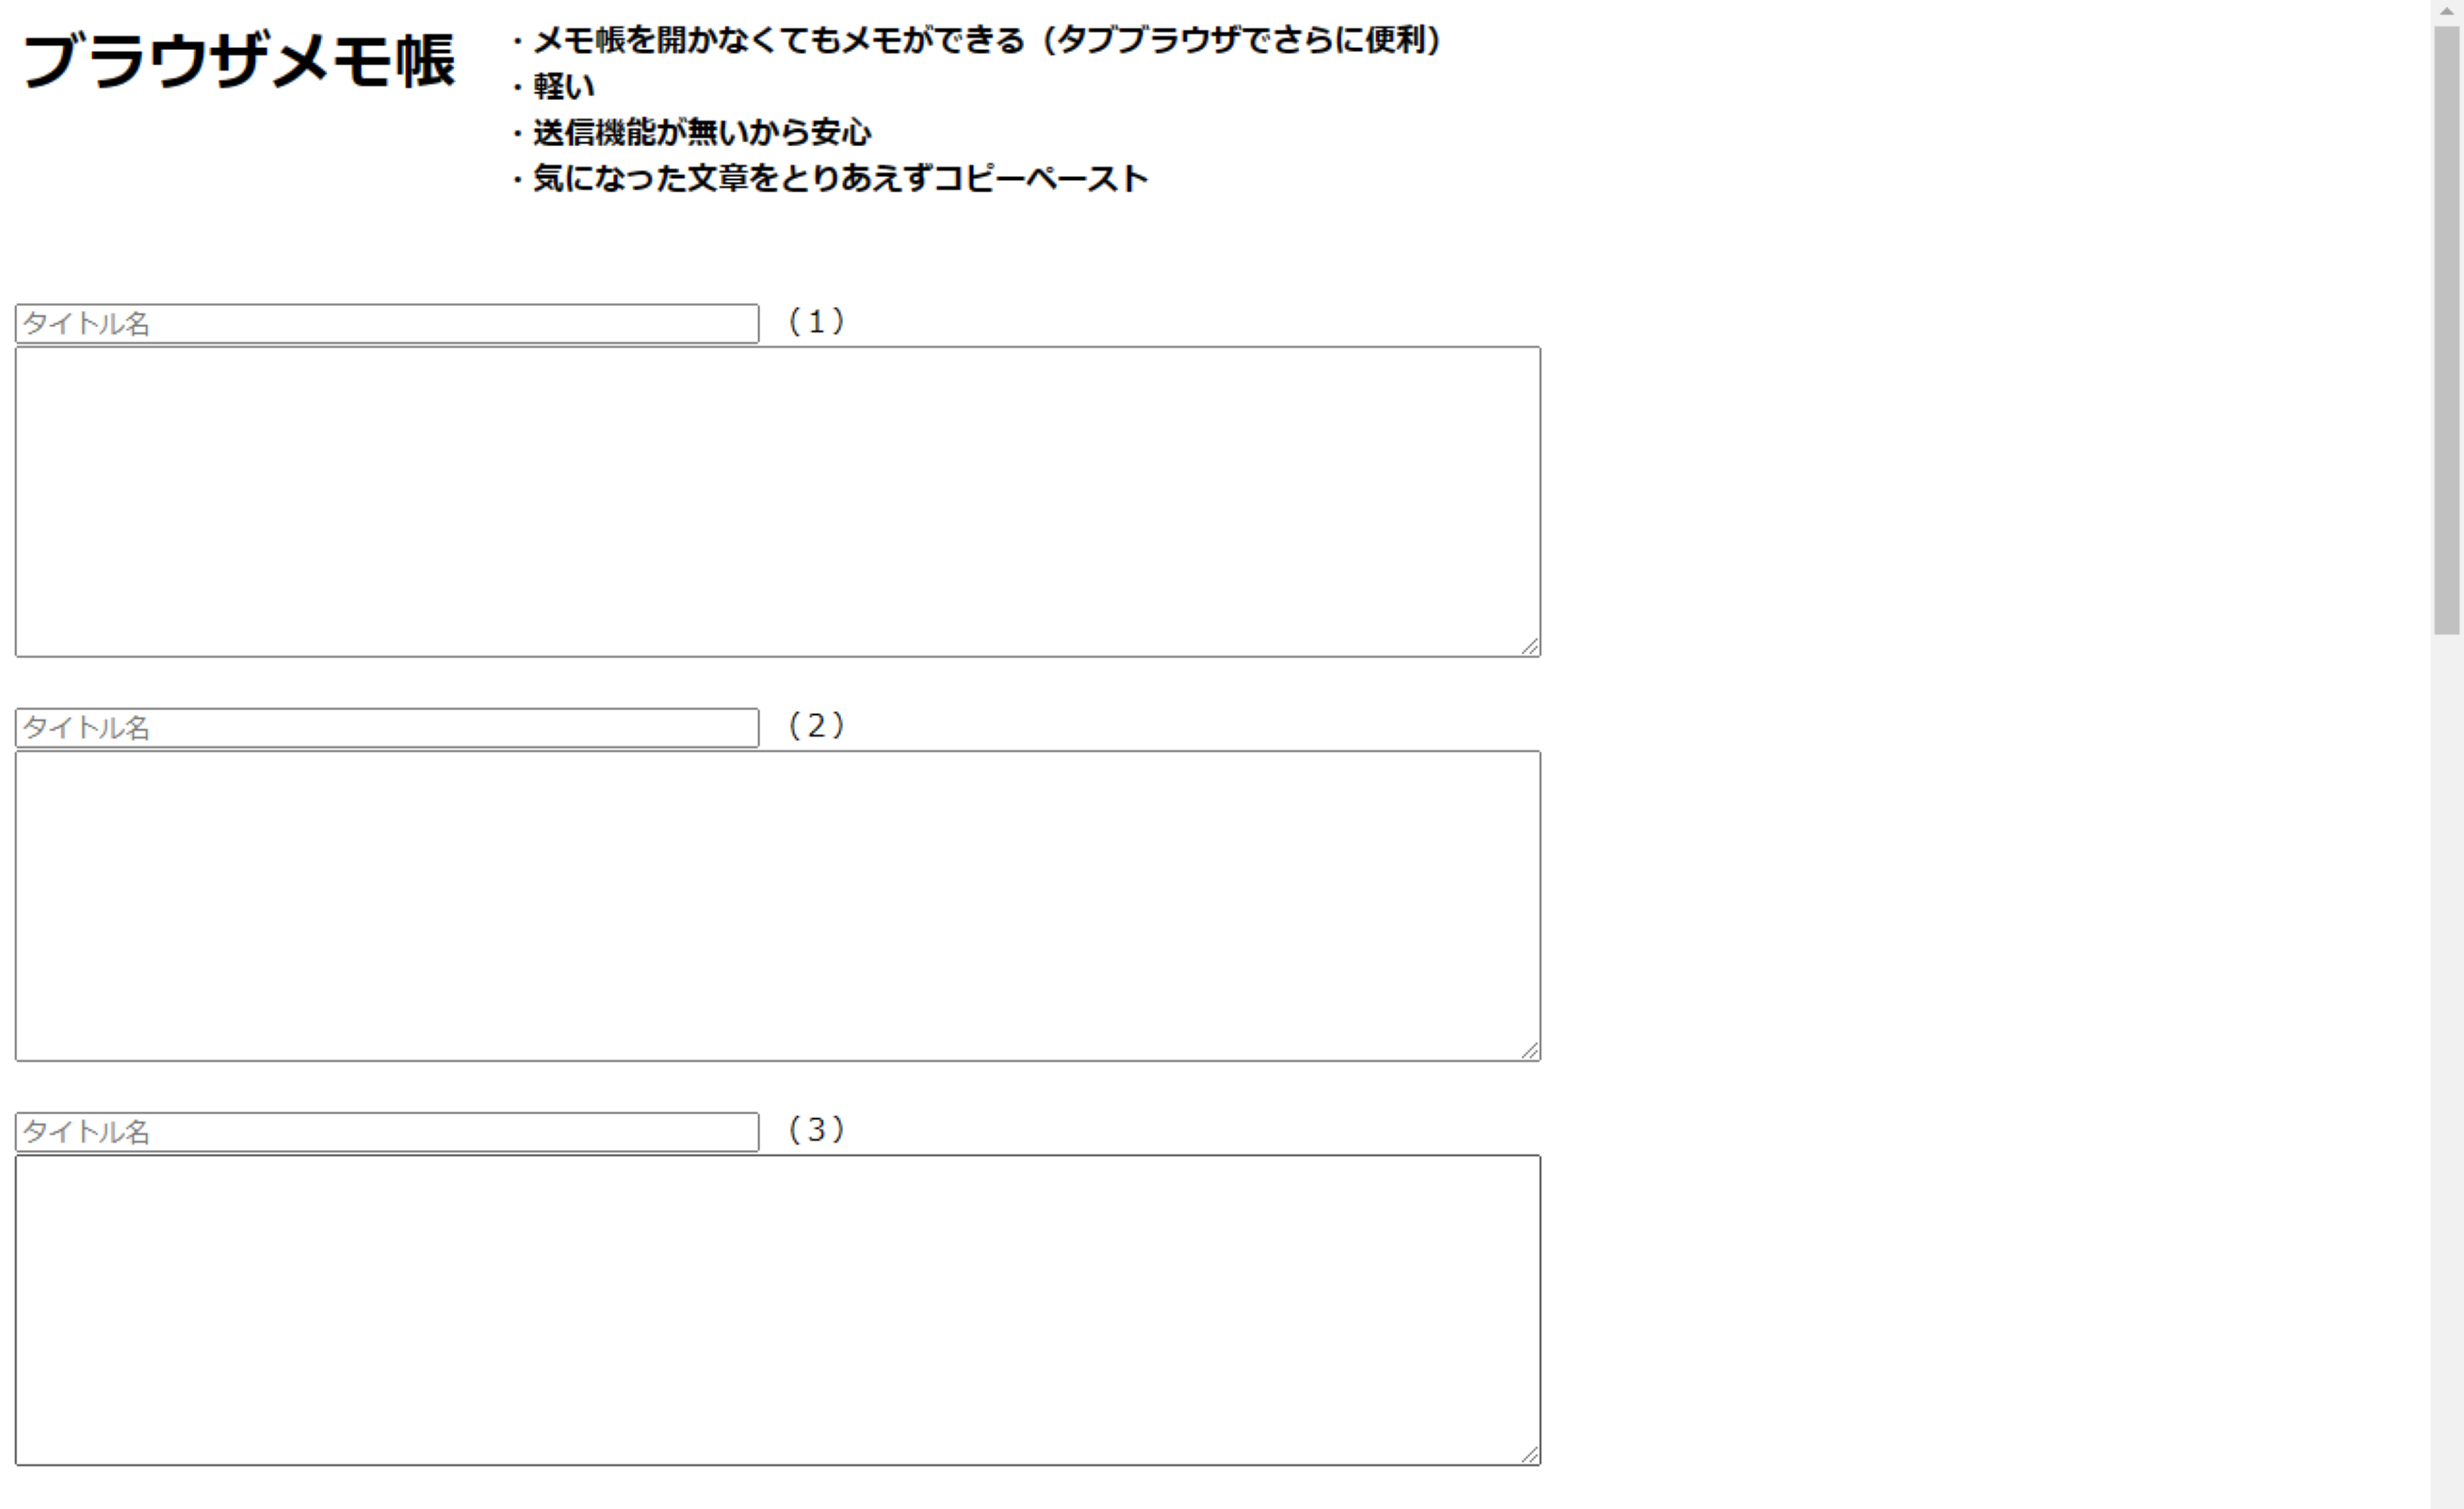 ブラウザメモ帳
・メモ帳を開かなくてもメモができる（タブブラウザでさらに便利）
・軽い
・送信機能が無いから安心
・気になった文章をとりあえずコピーペースト
タイトル名 （１）
タイトル名 （２）
タイトル名 （３）